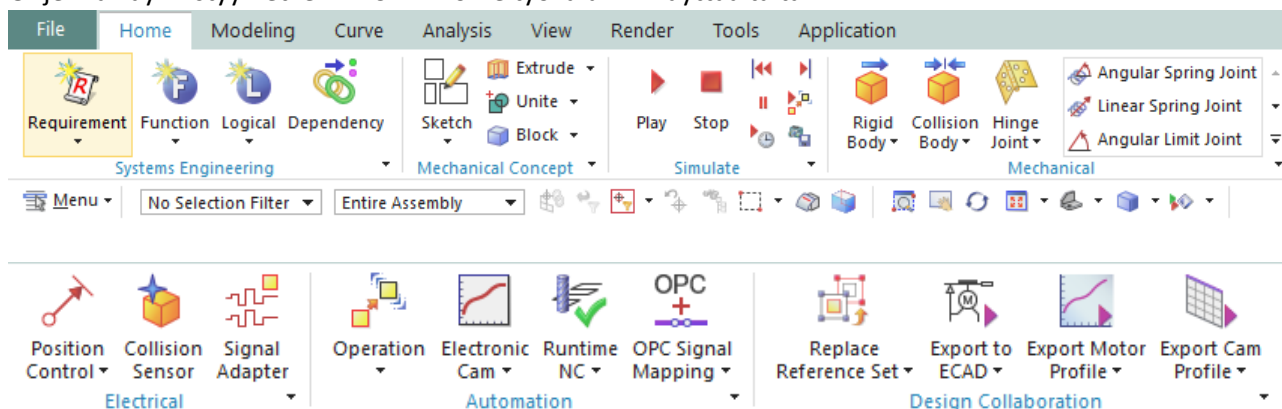 File Home Modeling Curve Analysis View Render Tools Application
Requirement Function Logical Dependency
Systems Engineering
Sketch Extrude
Unite
Block
Mechanical Concept
Play Stop
Simulate
Rigid Body Collision Body Hinge Joint
Angular Spring Joint
Linear Spring Joint
Angular Limit Joint
Mechanical
Menu No Selection Filter Entire Assembly
Position Control Collision Sensor Signal Adapter
Electrical
Operation Electronic Cam Runtime NC OPC Signal Mapping
OPC
Automation
Replace Reference Set Export to ECAD Export Motor Profile Export Cam Profile
Design Collaboration